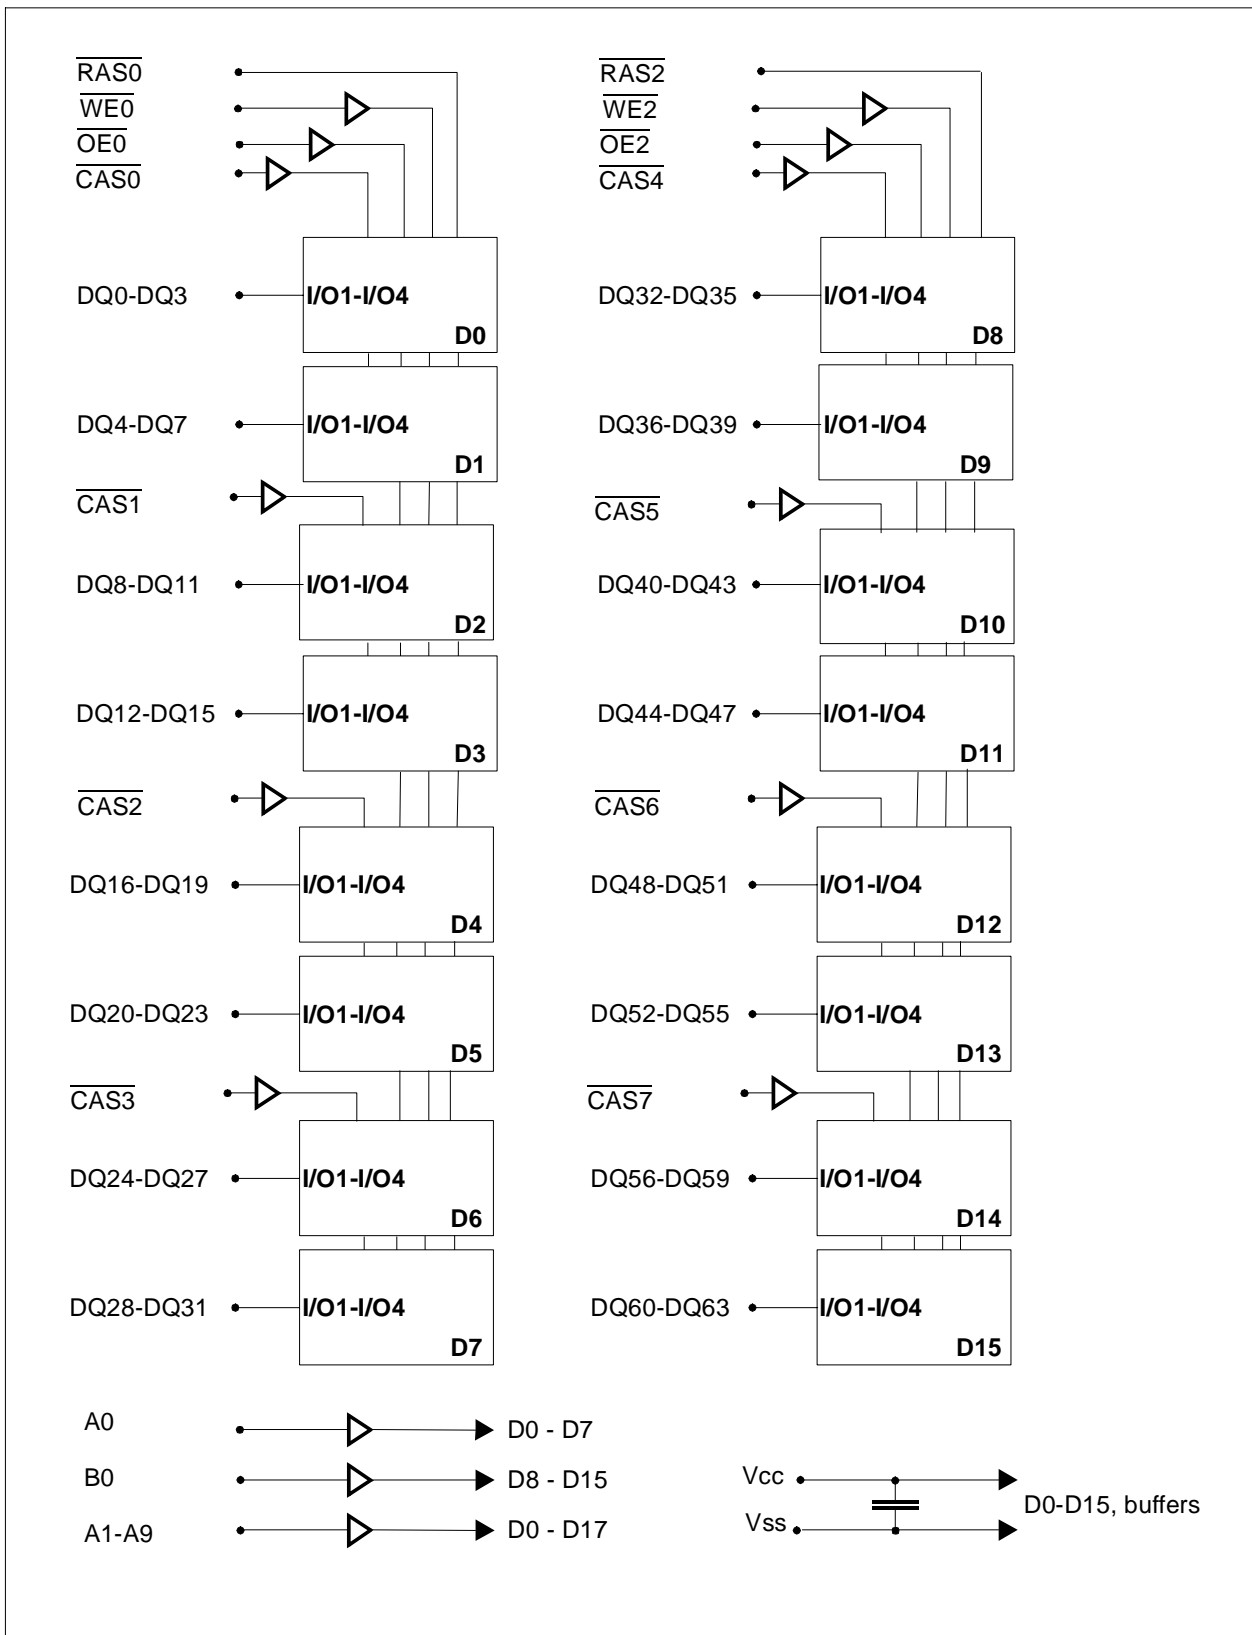 RAS0
WE0
OE0
CAS0
DQ0-DQ3
I/O1-I/O4
D0
DQ4-DQ7
I/O1-I/O4
D1
CAS1
DQ8-DQ11
I/O1-I/O4
D2
DQ12-DQ15
I/O1-I/O4
D3
CAS2
DQ16-DQ19
I/O1-I/O4
D4
DQ20-DQ23
I/O1-I/O4
D5
CAS3
DQ24-DQ27
I/O1-I/O4
D6
DQ28-DQ31
I/O1-I/O4
D7
RAS2
WE2
OE2
CAS4
DQ32-DQ35
I/O1-I/O4
D8
DQ36-DQ39
I/O1-I/O4
D9
CAS5
DQ40-DQ43
I/O1-I/O4
D10
DQ44-DQ47
I/O1-I/O4
D11
CAS6
DQ48-DQ51
I/O1-I/O4
D12
DQ52-DQ55
I/O1-I/O4
D13
CAS7
DQ56-DQ59
I/O1-I/O4
D14
DQ60-DQ63
I/O1-I/O4
D15
A0
D0 - D7
B0
D8 - D15
A1-A9
D0 - D17
Vcc
Vss
D0-D15, buffers